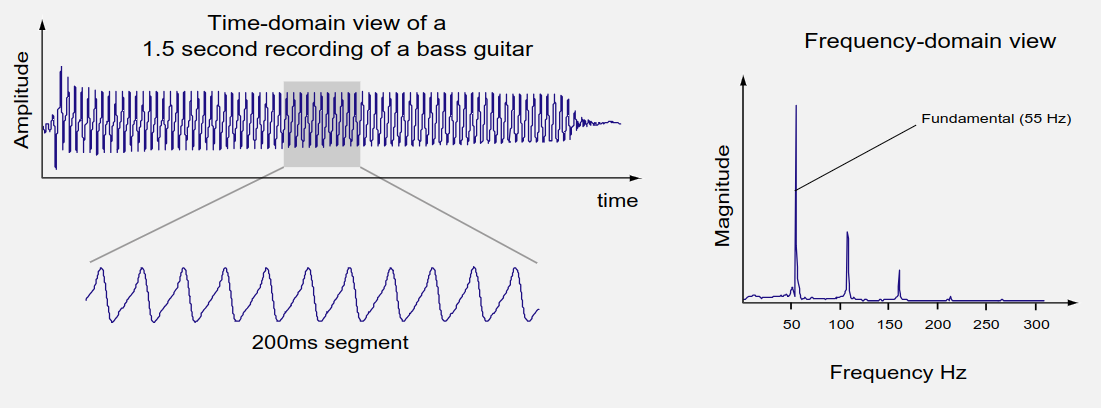 Time-domain view of a
1.5 second recording of a bass guitar
Amplitude
time
200ms segment
Frequency-domain view
Fundamental (55 Hz)
Magnitude
50 100 150 200 250 300
Frequency Hz